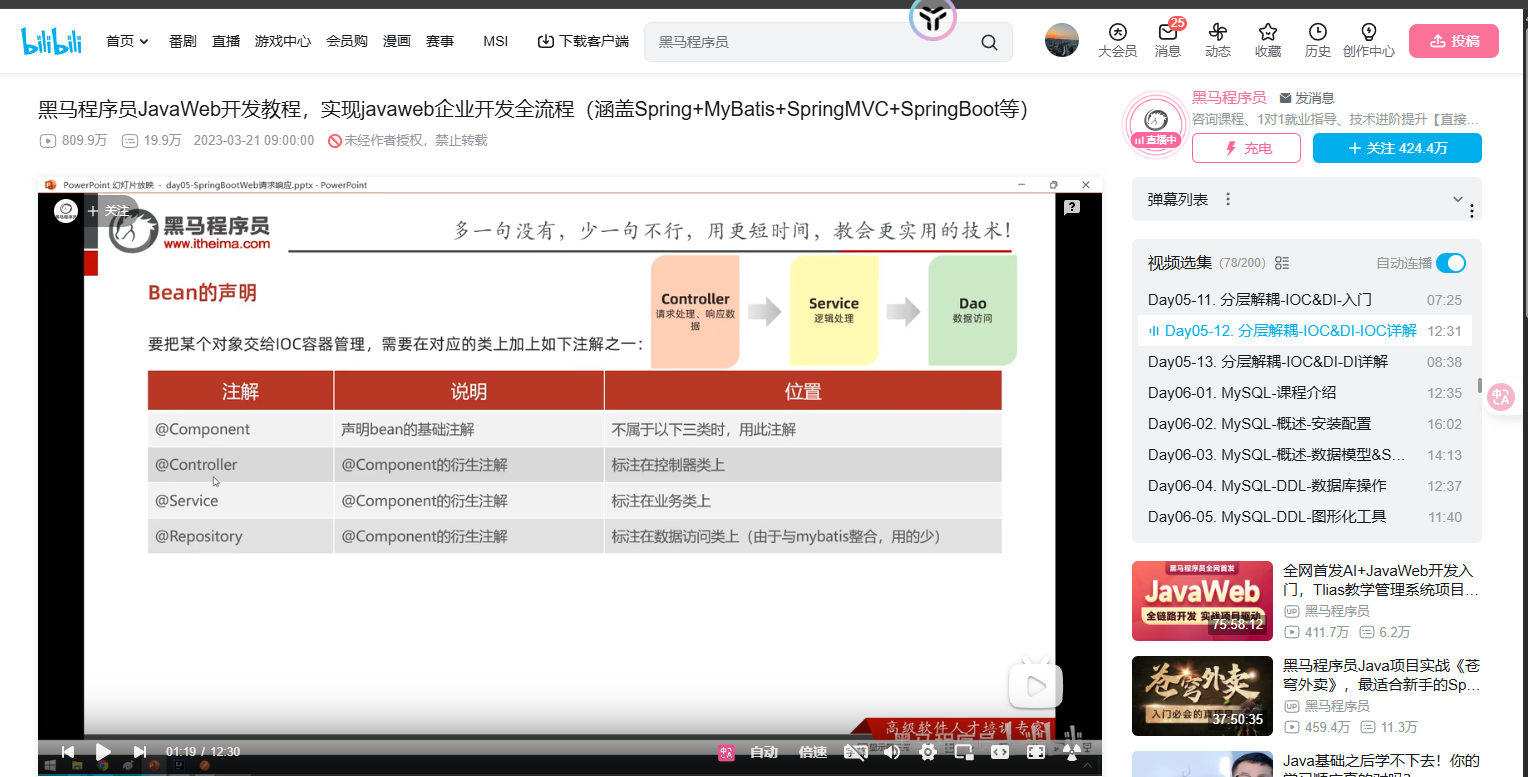 bilibili
首页 番剧 直播 游戏中心 会员购 漫画 赛事 MSI 下载客户端
黑马程序员
大会员 消息 25 动态 收藏 历史 创作中心 投稿
黑马程序员JavaWeb开发教程，实现javaweb企业开发全流程（涵盖Spring+MyBatis+SpringMVC+SpringBoot等）
809.9万 19.9万 2023-03-21 09:00:00 未经作者授权，禁止转载
PowerPoint 幻灯片放映 - day05-SpringBootWeb请求响应.pptx - PowerPoint
+ 关注
黑马程序员
www.itheima.com
多一句没有，少一句不行，用更短时间，教会更实用的技术！
Bean的声明
Controller
请求处理、响应数据
Service
逻辑处理
Dao
数据访问
要把某个对象交给IOC容器管理，需要在对应的类上加上如下注解之一：
注解 说明 位置
@Component 声明bean的基础注解 不属于以下三类时，用此注解
@Controller @Component的衍生注解 标注在控制器类上
@Service @Component的衍生注解 标注在业务类上
@Repository @Component的衍生注解 标注在数据访问类上（由于与mybatis整合，用的少）
高级软件人才培训专家
01:19 / 12:30 自动 倍速
黑马程序员 发消息
咨询课程、1对1就业指导、技术进阶提升【直接…
直播中
充电
+ 关注 424.4万
弹幕列表
视频选集 (78/200) 自动连播
Day05-11. 分层解耦-IOC&DI-入门 07:25
Day05-12. 分层解耦-IOC&DI-IOC详解 12:31
Day05-13. 分层解耦-IOC&DI-DI详解 08:38
Day06-01. MySQL-课程介绍 12:35
Day06-02. MySQL-概述-安装配置 16:02
Day06-03. MySQL-概述-数据模型&S… 14:13
Day06-04. MySQL-DDL-数据库操作 12:37
Day06-05. MySQL-DDL-图形化工具 11:40
黑马程序员全网首发
JavaWeb
全链路开发 实战项目驱动
75:58:12
全网首发AI+JavaWeb开发入
门，Tlias教学管理系统项目…
黑马程序员
411.7万 6.2万
苍穹外卖
37:50:35
黑马程序员Java项目实战《苍
穹外卖》，最适合新手的Sp…
黑马程序员
459.4万 11.3万
Java基础之后学不下去！你的